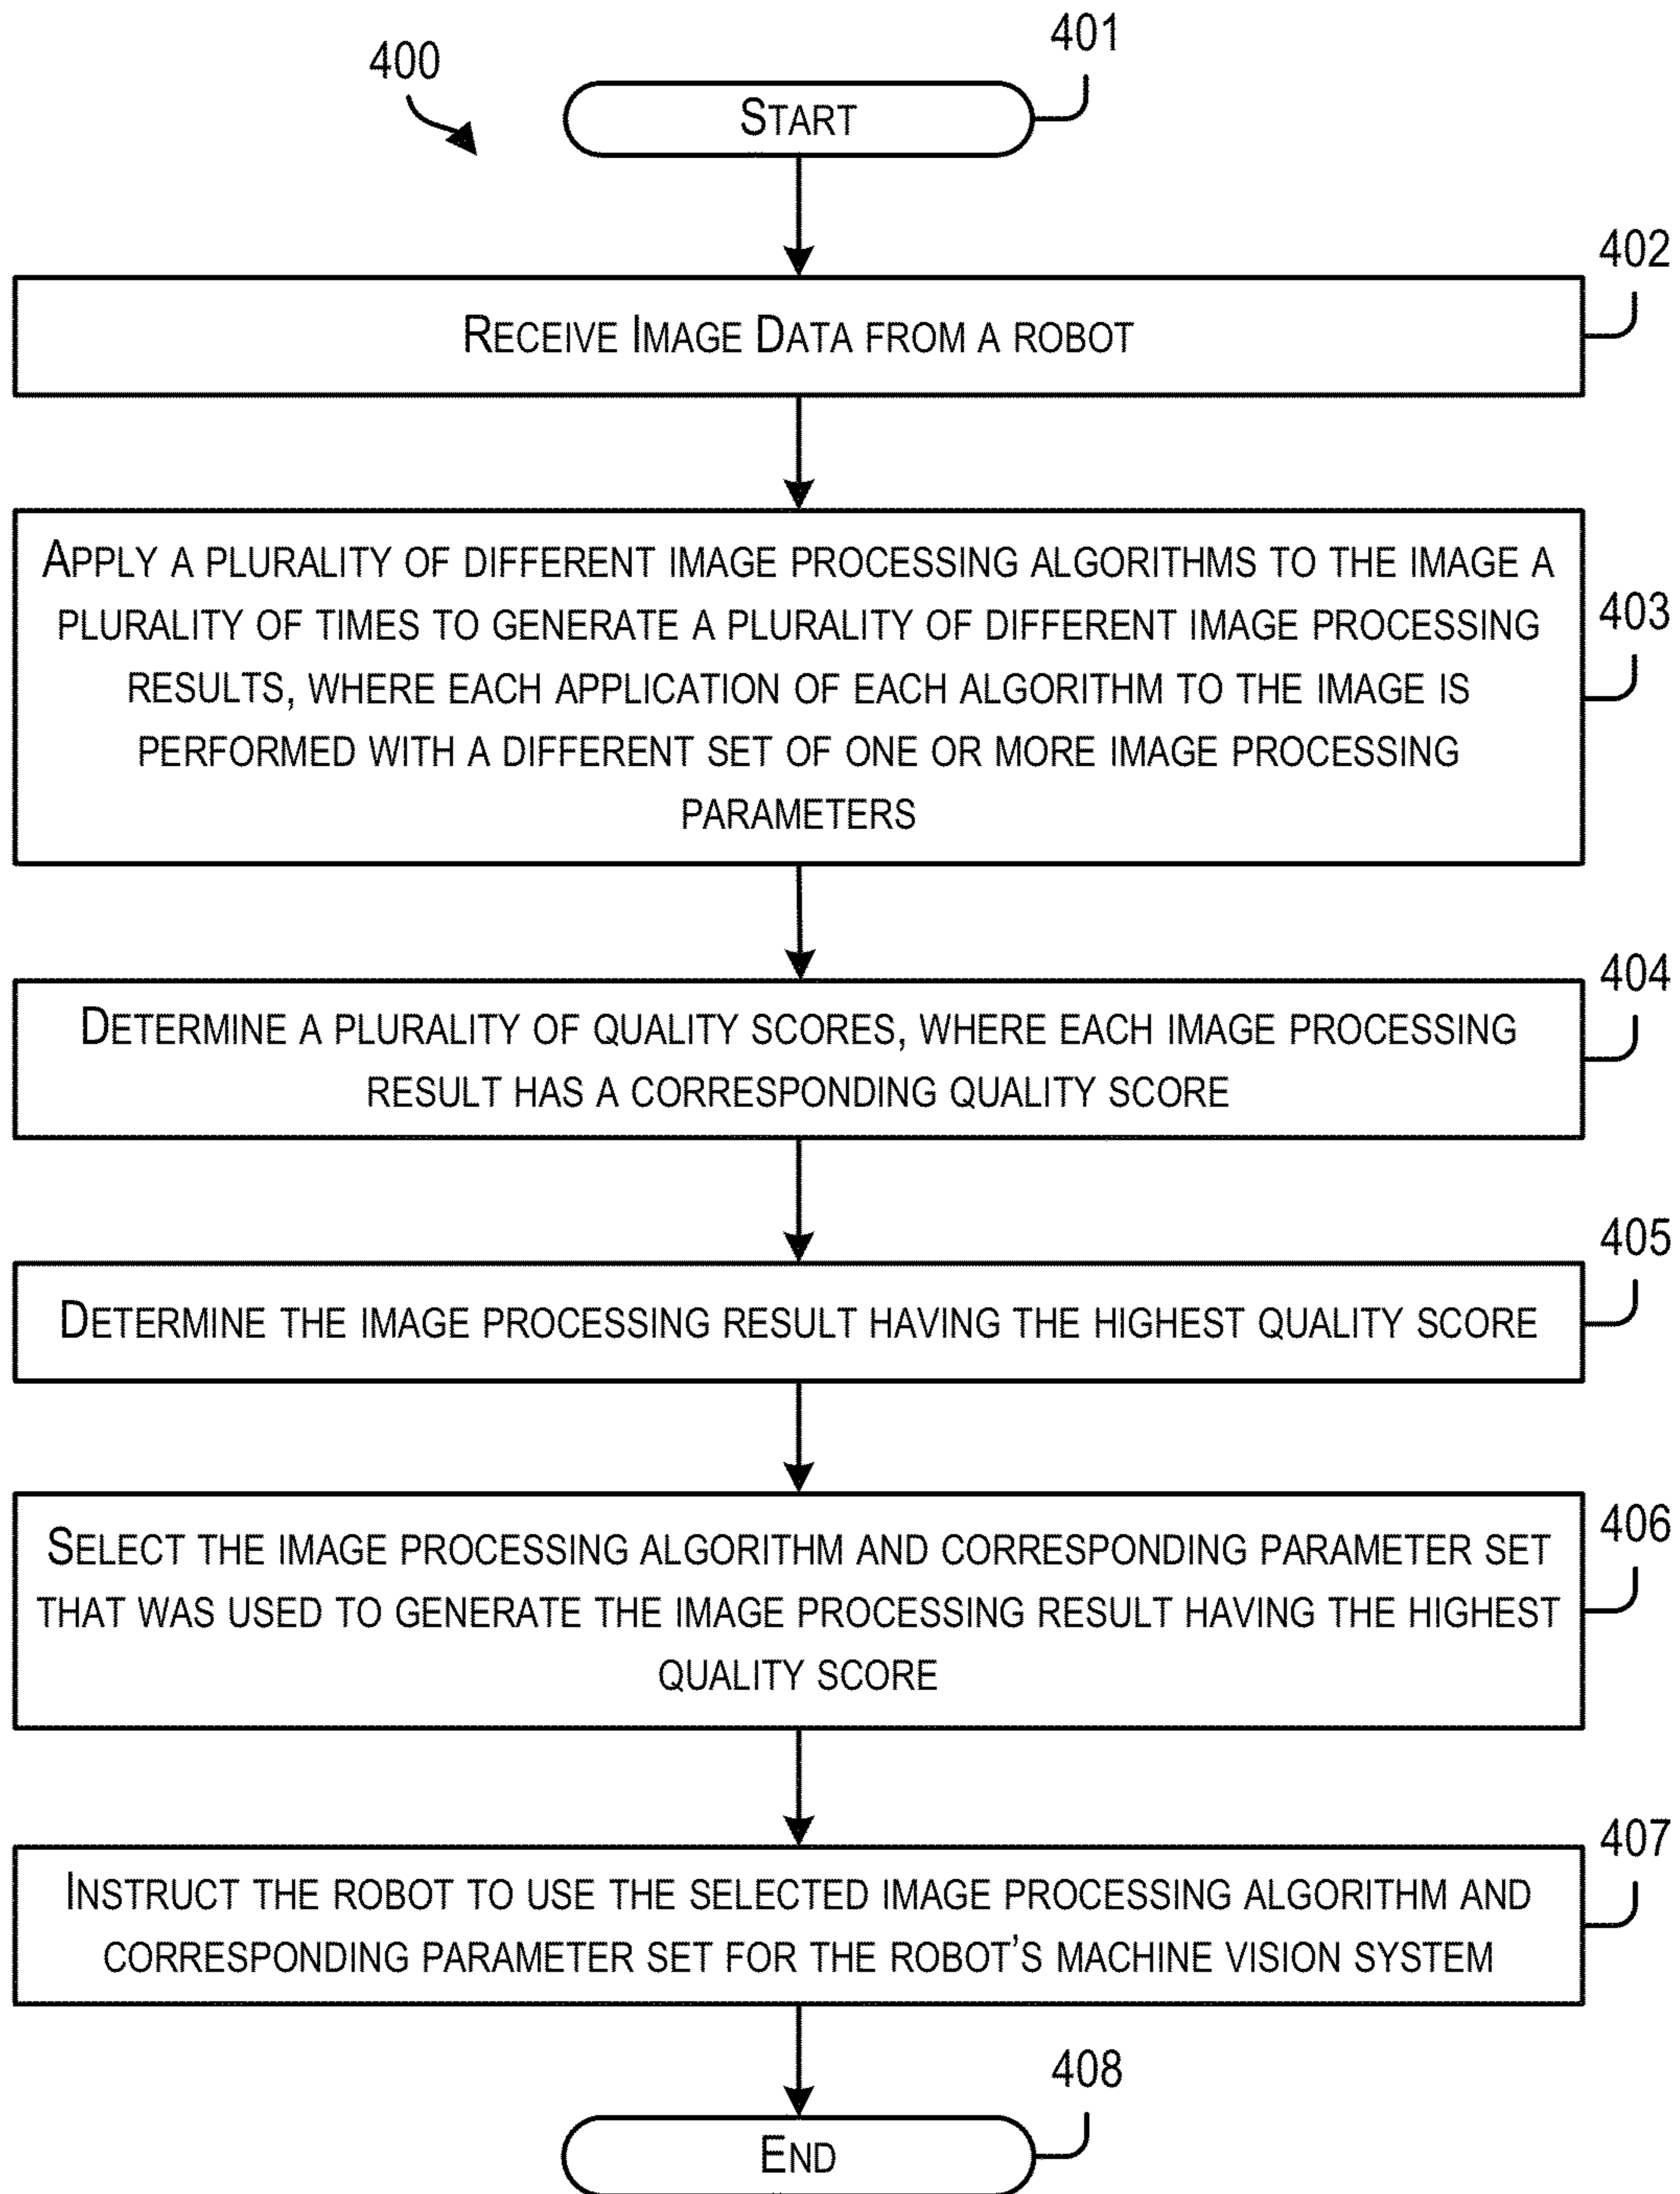 400
401
START
402
RECEIVE IMAGE DATA FROM A ROBOT
APPLY A PLURALITY OF DIFFERENT IMAGE PROCESSING ALGORITHMS TO THE IMAGE A
PLURALITY OF TIMES TO GENERATE A PLURALITY OF DIFFERENT IMAGE PROCESSING
403
RESULTS, WHERE EACH APPLICATION OF EACH ALGORITHM TO THE IMAGE IS
PERFORMED WITH A DIFFERENT SET OF ONE OR MORE IMAGE PROCESSING
PARAMETERS
404
DETERMINE A PLURALITY OF QUALITY SCORES, WHERE EACH IMAGE PROCESSING
RESULT HAS A CORRESPONDING QUALITY SCORE
405
DETERMINE THE IMAGE PROCESSING RESULT HAVING THE HIGHEST QUALITY SCORE
406
SELECT THE IMAGE PROCESSING ALGORITHM AND CORRESPONDING PARAMETER SET
THAT WAS USED TO GENERATE THE IMAGE PROCESSING RESULT HAVING THE HIGHEST
QUALITY SCORE
407
INSTRUCT THE ROBOT TO USE THE SELECTED IMAGE PROCESSING ALGORITHM AND
CORRESPONDING PARAMETER SET FOR THE ROBOT'S MACHINE VISION SYSTEM
408
END